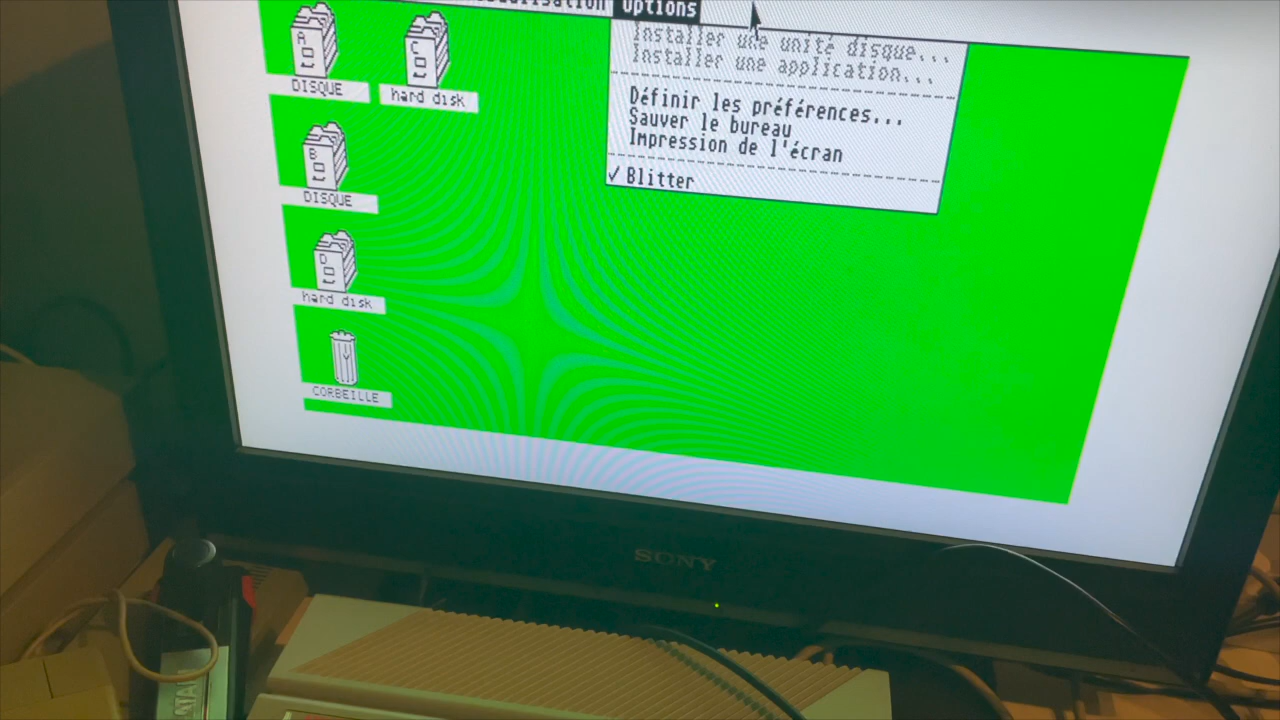 Options
Installer une unité disque...
Installer une application...
Définir les préférences...
Sauver le bureau
Impression de l'écran
✓ Blitter
A
DISQUE
C
hard disk
B
DISQUE
D
hard disk
CORBEILLE
SONY